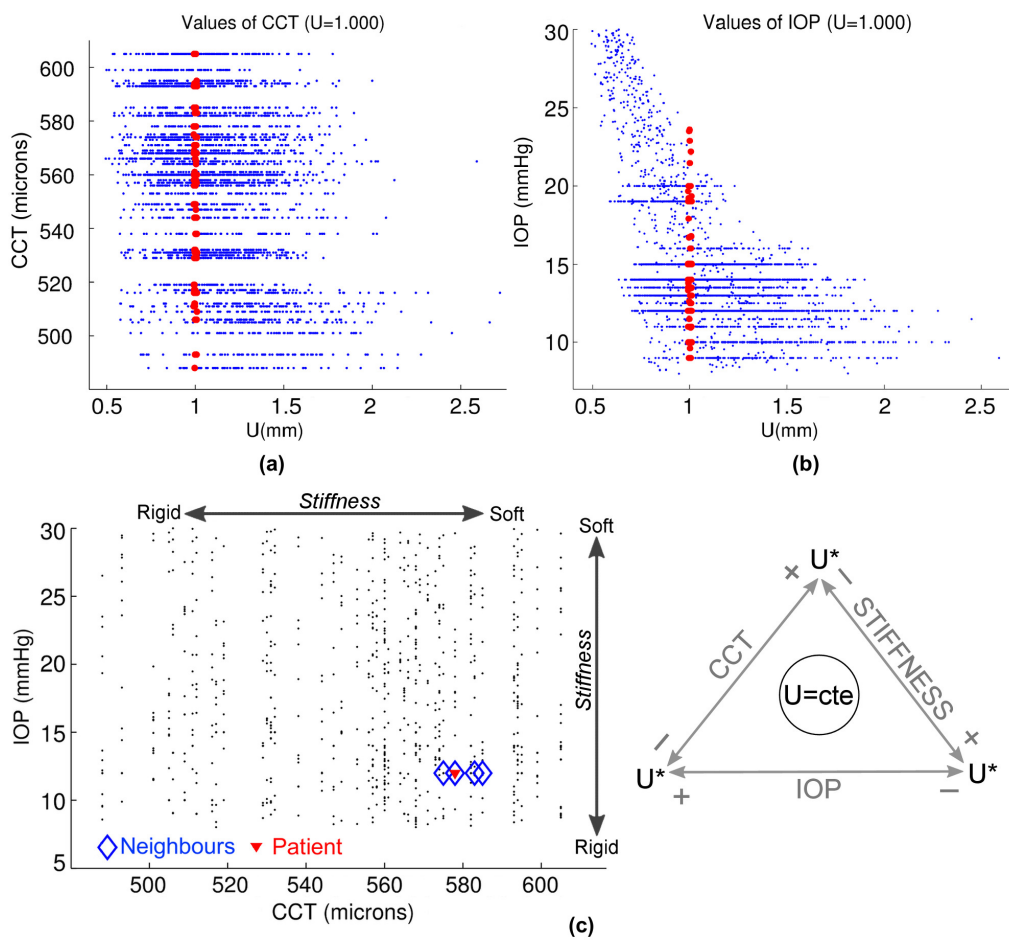 Values of CCT (U=1.000)
CCT (microns)
600
580
560
540
520
500
0.5 1 1.5 2 2.5
U(mm)
(a)
Values of IOP (U=1.000)
IOP (mmHg)
30
25
20
15
10
0.5 1 1.5 2 2.5
U(mm)
(b)
Stiffness
Rigid Soft
IOP (mmHg)
30
25
20
15
10
5
Neighbours Patient
500 520 540 560 580 600
CCT (microns)
Soft
Stiffness
Rigid
(c)
U*
+ −
CCT STIFFNESS
U=cte
− +
U* U*
+ IOP −